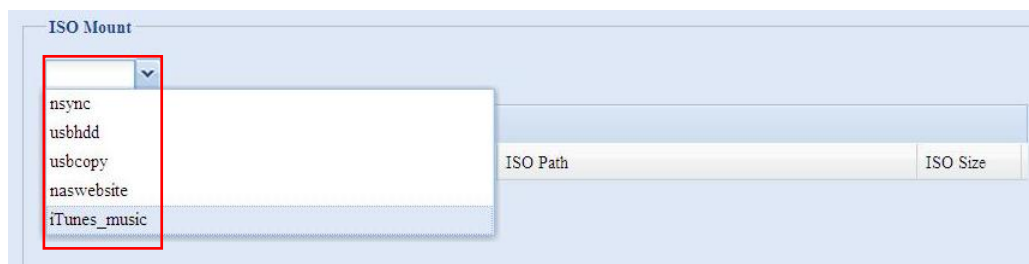 ISO Mount
nsync
usbhdd
usbcopy
naswebsite
iTunes_music
ISO Path
ISO Size